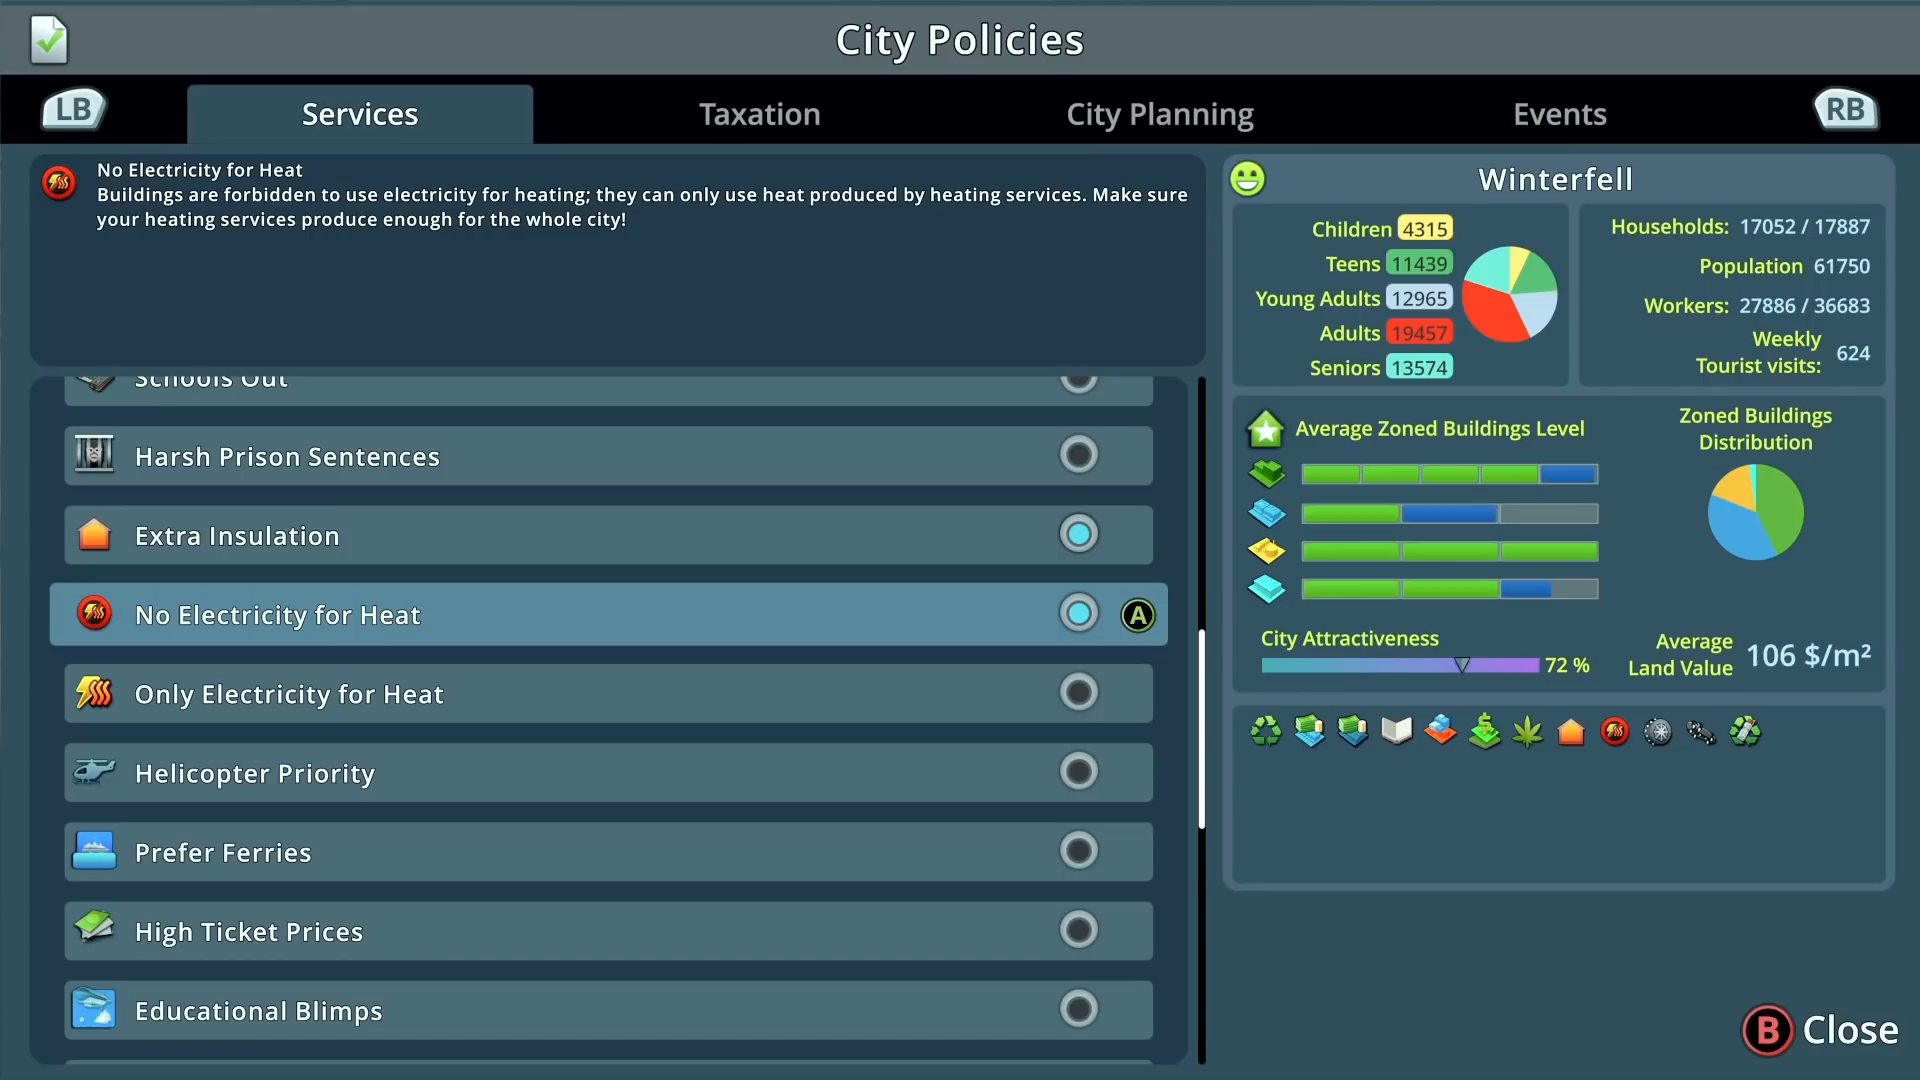 City Policies
LB
Services
Taxation
City Planning
Events
RB
No Electricity for Heat
Buildings are forbidden to use electricity for heating; they can only use heat produced by heating services. Make sure
your heating services produce enough for the whole city!
Schools Out
Harsh Prison Sentences
Extra Insulation
No Electricity for Heat
A
Only Electricity for Heat
Helicopter Priority
Prefer Ferries
High Ticket Prices
Educational Blimps
Winterfell
Children 4315
Teens 11439
Young Adults 12965
Adults 19457
Seniors 13574
Households: 17052 / 17887
Population 61750
Workers: 27886 / 36683
Weekly
Tourist visits: 624
Average Zoned Buildings Level
Zoned Buildings
Distribution
City Attractiveness
72 %
Average
Land Value 106 $/m²
B Close